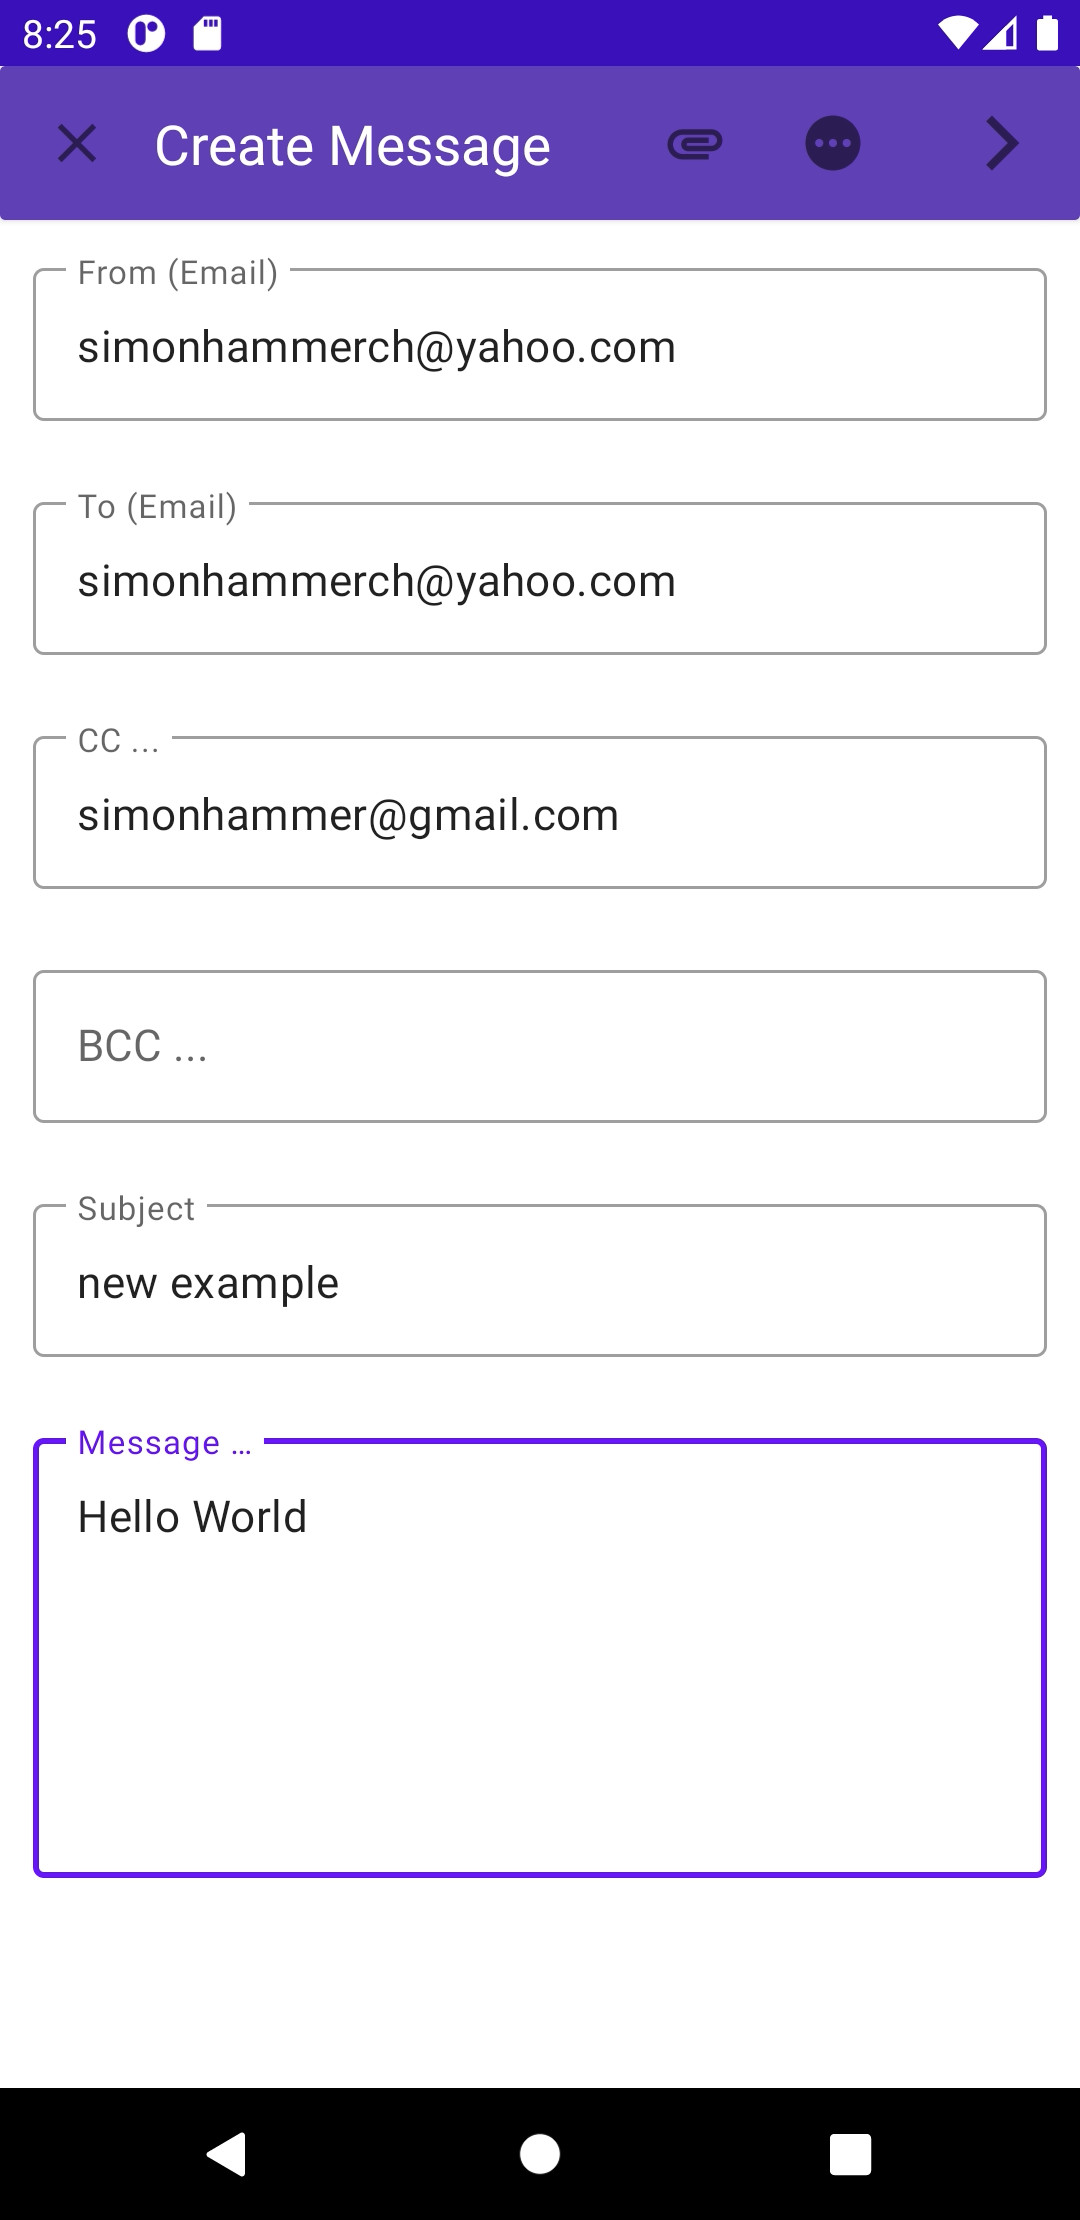 8:25
Create Message
From (Email)
simonhammerch@yahoo.com
To (Email)
simonhammerch@yahoo.com
CC ...
simonhammer@gmail.com
BCC ...
Subject
new example
Message ...
Hello World